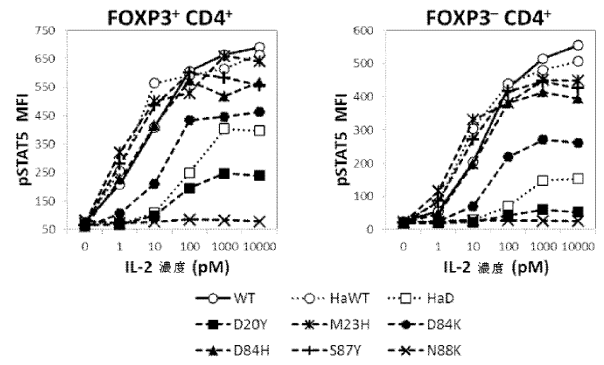 FOXP3⁺ CD4⁺
pSTAT5 MFI
750
650
550
450
350
250
150
50
0 1 10 100 1000 10000
IL-2 濃度 (pM)
FOXP3⁻ CD4⁺
pSTAT5 MFI
600
500
400
300
200
100
0
0 1 10 100 1000 10000
IL-2 濃度 (pM)
WT HaWT HaD
D20Y M23H D84K
D84H S87Y N88K